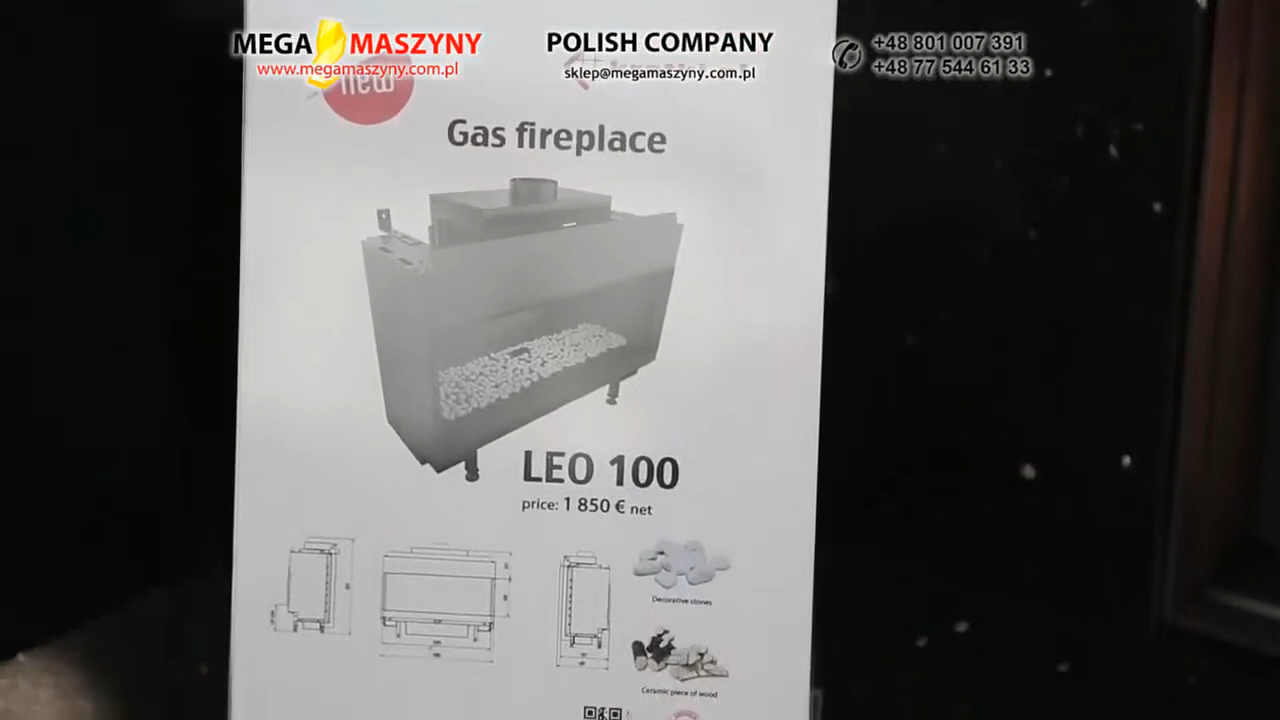 MEGA MASZYNY
www.megamaszyny.com.pl
POLISH COMPANY
sklep@megamaszyny.com.pl
+48 801 007 391
+48 77 544 61 33
new
Gas fireplace
LEO 100
price: 1 850 € net
Decorative stones
Ceramic piece of wood